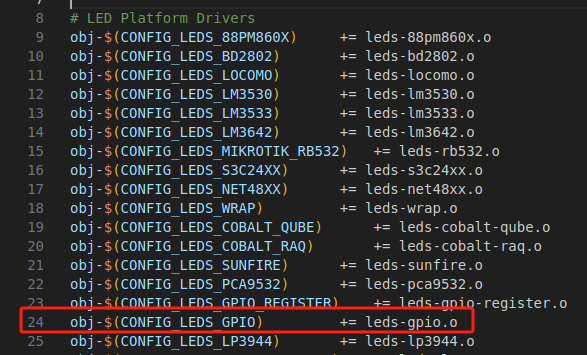 8 # LED Platform Drivers
9 obj-$(CONFIG_LEDS_88PM860X) += leds-88pm860x.o
10 obj-$(CONFIG_LEDS_BD2802) += leds-bd2802.o
11 obj-$(CONFIG_LEDS_LOCOMO) += leds-locomo.o
12 obj-$(CONFIG_LEDS_LM3530) += leds-lm3530.o
13 obj-$(CONFIG_LEDS_LM3533) += leds-lm3533.o
14 obj-$(CONFIG_LEDS_LM3642) += leds-lm3642.o
15 obj-$(CONFIG_LEDS_MIKROTIK_RB532) += leds-rb532.o
16 obj-$(CONFIG_LEDS_S3C24XX) += leds-s3c24xx.o
17 obj-$(CONFIG_LEDS_NET48XX) += leds-net48xx.o
18 obj-$(CONFIG_LEDS_WRAP) += leds-wrap.o
19 obj-$(CONFIG_LEDS_COBALT_QUBE) += leds-cobalt-qube.o
20 obj-$(CONFIG_LEDS_COBALT_RAQ) += leds-cobalt-raq.o
21 obj-$(CONFIG_LEDS_SUNFIRE) += leds-sunfire.o
22 obj-$(CONFIG_LEDS_PCA9532) += leds-pca9532.o
23 obj-$(CONFIG_LEDS_GPIO_REGISTER) += leds-gpio-register.o
24 obj-$(CONFIG_LEDS_GPIO) += leds-gpio.o
25 obj-$(CONFIG_LEDS_LP3944) += leds-lp3944.o